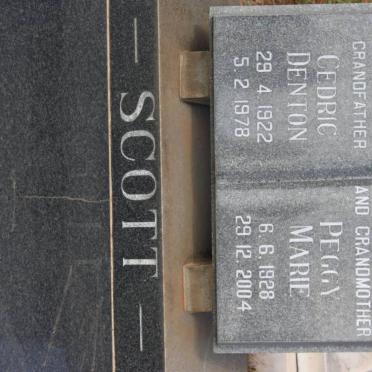 GRANDFATHER
CEDRIC
DENTON
29. 4. 1922
5. 2. 1978
AND GRANDMOTHER
PEGGY
MARIE
6. 6. 1928
29. 12. 2004
— SCOTT —